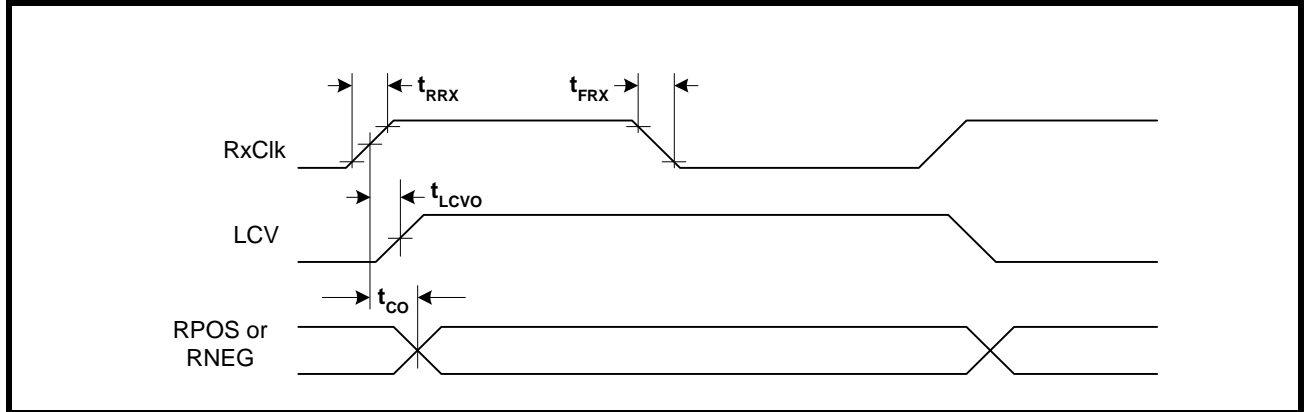 tRRX
tFRX
RxClk
tLCVO
LCV
tCO
RPOS or
RNEG